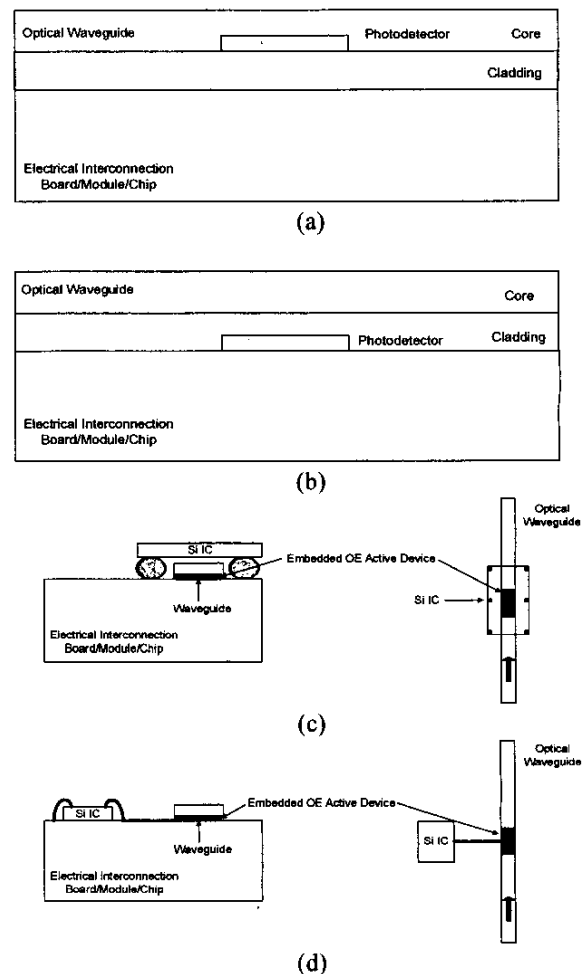 Optical Waveguide
Photodetector
Core
Cladding
Electrical Interconnection
Board/Module/Chip
(a)
Optical Waveguide
Core
Photodetector
Cladding
Electrical Interconnection
Board/Module/Chip
(b)
Optical
Waveguide
Si IC
Embedded OE Active Device
Si IC
Waveguide
Electrical Interconnection
Board/Module/Chip
(c)
Optical
Waveguide
Embedded OE Active Device
Si IC
Si IC
Waveguide
Electrical Interconnection
Board/Module/Chip
(d)